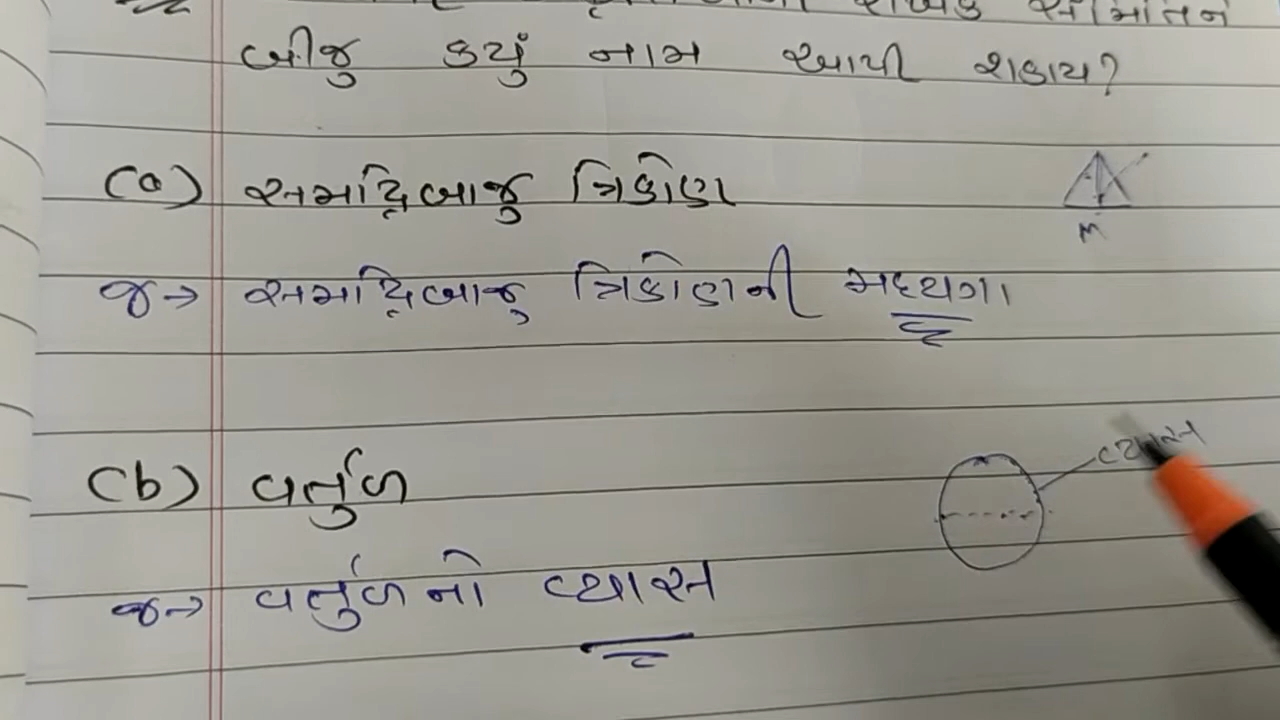 બીજુ કયું નામ આપી શકાય?
(a) સમદ્વિબાજુ ત્રિકોણ
M
જ→ સમદ્વિબાજુ ત્રિકોણની મધ્યગા
(b) વર્તુળ
વ્યાસ
જ→ વર્તુળનો વ્યાસ